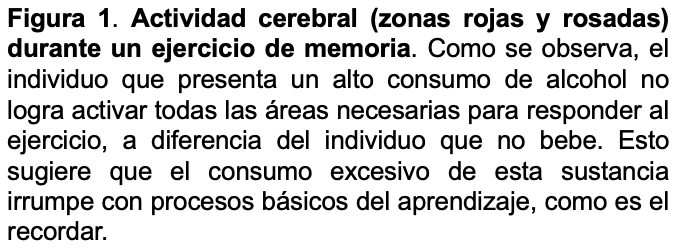 Figura 1. Actividad cerebral (zonas rojas y rosadas)
durante un ejercicio de memoria. Como se observa, el
individuo que presenta un alto consumo de alcohol no
logra activar todas las áreas necesarias para responder al
ejercicio, a diferencia del individuo que no bebe. Esto
sugiere que el consumo excesivo de esta sustancia
irrumpe con procesos básicos del aprendizaje, como es el
recordar.